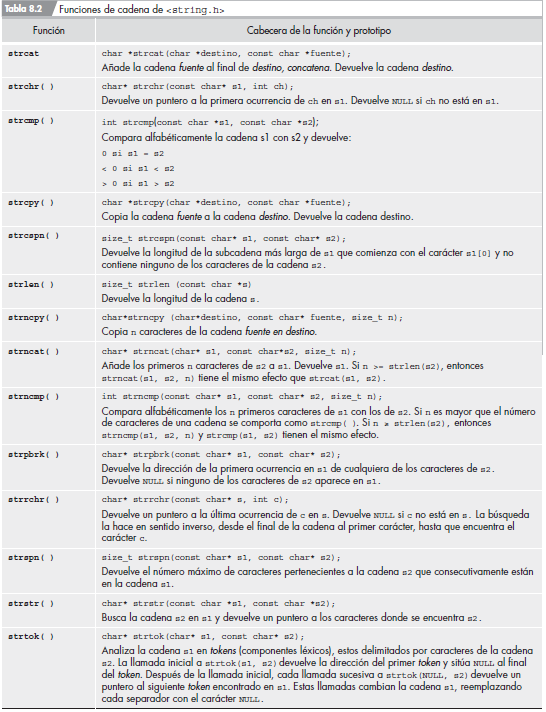 Tabla 8.2 Funciones de cadena de <string.h>
Función Cabecera de la función y prototipo
strcat char *strcat(char *destino, const char *fuente);
Añade la cadena fuente al final de destino, concatena. Devuelve la cadena destino.
strchr( ) char* strchr(const char* s1, int ch);
Devuelve un puntero a la primera ocurrencia de ch en s1. Devuelve NULL si ch no está en s1.
strcmp( ) int strcmp(const char *s1, const char *s2);
Compara alfabéticamente la cadena s1 con s2 y devuelve:
0 si s1 = s2
< 0 si s1 < s2
> 0 si s1 > s2
strcpy( ) char *strcpy(char *destino, const char *fuente);
Copia la cadena fuente a la cadena destino. Devuelve la cadena destino.
strcspn( ) size_t strcspn(const char* s1, const char* s2);
Devuelve la longitud de la subcadena más larga de s1 que comienza con el carácter s1[0] y no
contiene ninguno de los caracteres de la cadena s2.
strlen( ) size_t strlen (const char *s)
Devuelve la longitud de la cadena s.
strncpy( ) char*strncpy (char*destino, const char* fuente, size_t n);
Copia n caracteres de la cadena fuente en destino.
strncat( ) char* strncat(char* s1, const char*s2, size_t n);
Añade los primeros n caracteres de s2 a s1. Devuelve s1. Si n >= strlen(s2), entonces
strncat(s1, s2, n) tiene el mismo efecto que strcat(s1, s2).
strncmp( ) int strncmp(const char* s1, const char* s2, size_t n);
Compara alfabéticamente los n primeros caracteres de s1 con los de s2. Si n es mayor que el número
de caracteres de una cadena se comporta como strcmp( ). Si n ≥ strlen(s2), entonces
strncmp(s1, s2, n) y strcmp(s1, s2) tienen el mismo efecto.
strpbrk( ) char* strpbrk(const char* s1, const char* s2);
Devuelve la dirección de la primera ocurrencia en s1 de cualquiera de los caracteres de s2.
Devuelve NULL si ninguno de los caracteres de s2 aparece en s1.
strrchr( ) char* strrchr(const char* s, int c);
Devuelve un puntero a la última ocurrencia de c en s. Devuelve NULL si c no está en s. La búsqueda
la hace en sentido inverso, desde el final de la cadena al primer carácter, hasta que encuentra el
carácter c.
strspn( ) size_t strspn(const char* s1, const char* s2);
Devuelve el número máximo de caracteres pertenecientes a la cadena s2 que consecutivamente están
en la cadena s1.
strstr( ) char* strstr(const char *s1, const char *s2);
Busca la cadena s2 en s1 y devuelve un puntero a los caracteres donde se encuentra s2.
strtok( ) char* strtok(char* s1, const char* s2);
Analiza la cadena s1 en tokens (componentes léxicos), estos delimitados por caracteres de la cadena
s2. La llamada inicial a strtok(s1, s2) devuelve la dirección del primer token y sitúa NULL al final
del token. Después de la llamada inicial, cada llamada sucesiva a strtok(NULL, s2) devuelve un
puntero al siguiente token encontrado en s1. Estas llamadas cambian la cadena s1, reemplazando
cada separador con el carácter NULL.